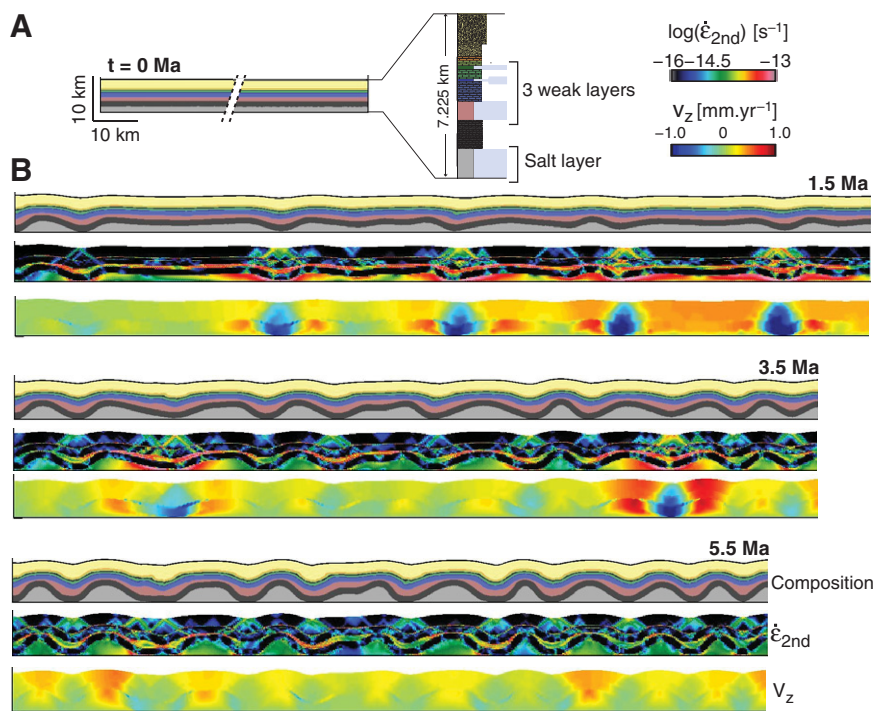 A
t = 0 Ma
10 km
10 km
7.225 km
3 weak layers
Salt layer
log(ε̇2nd) [s⁻¹]
−16 −14.5 −13
Vz [mm.yr⁻¹]
−1.0 0 1.0
B
1.5 Ma
3.5 Ma
5.5 Ma
Composition
ε̇2nd
Vz